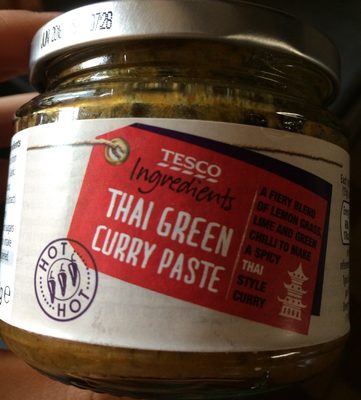 TESCO
Ingredients
THAI GREEN
CURRY PASTE
A FIERY BLEND
OF LEMON GRASS,
LIME AND GREEN
CHILLI TO MAKE
A SPICY
THAI
STYLE
CURRY
HOT
HOT